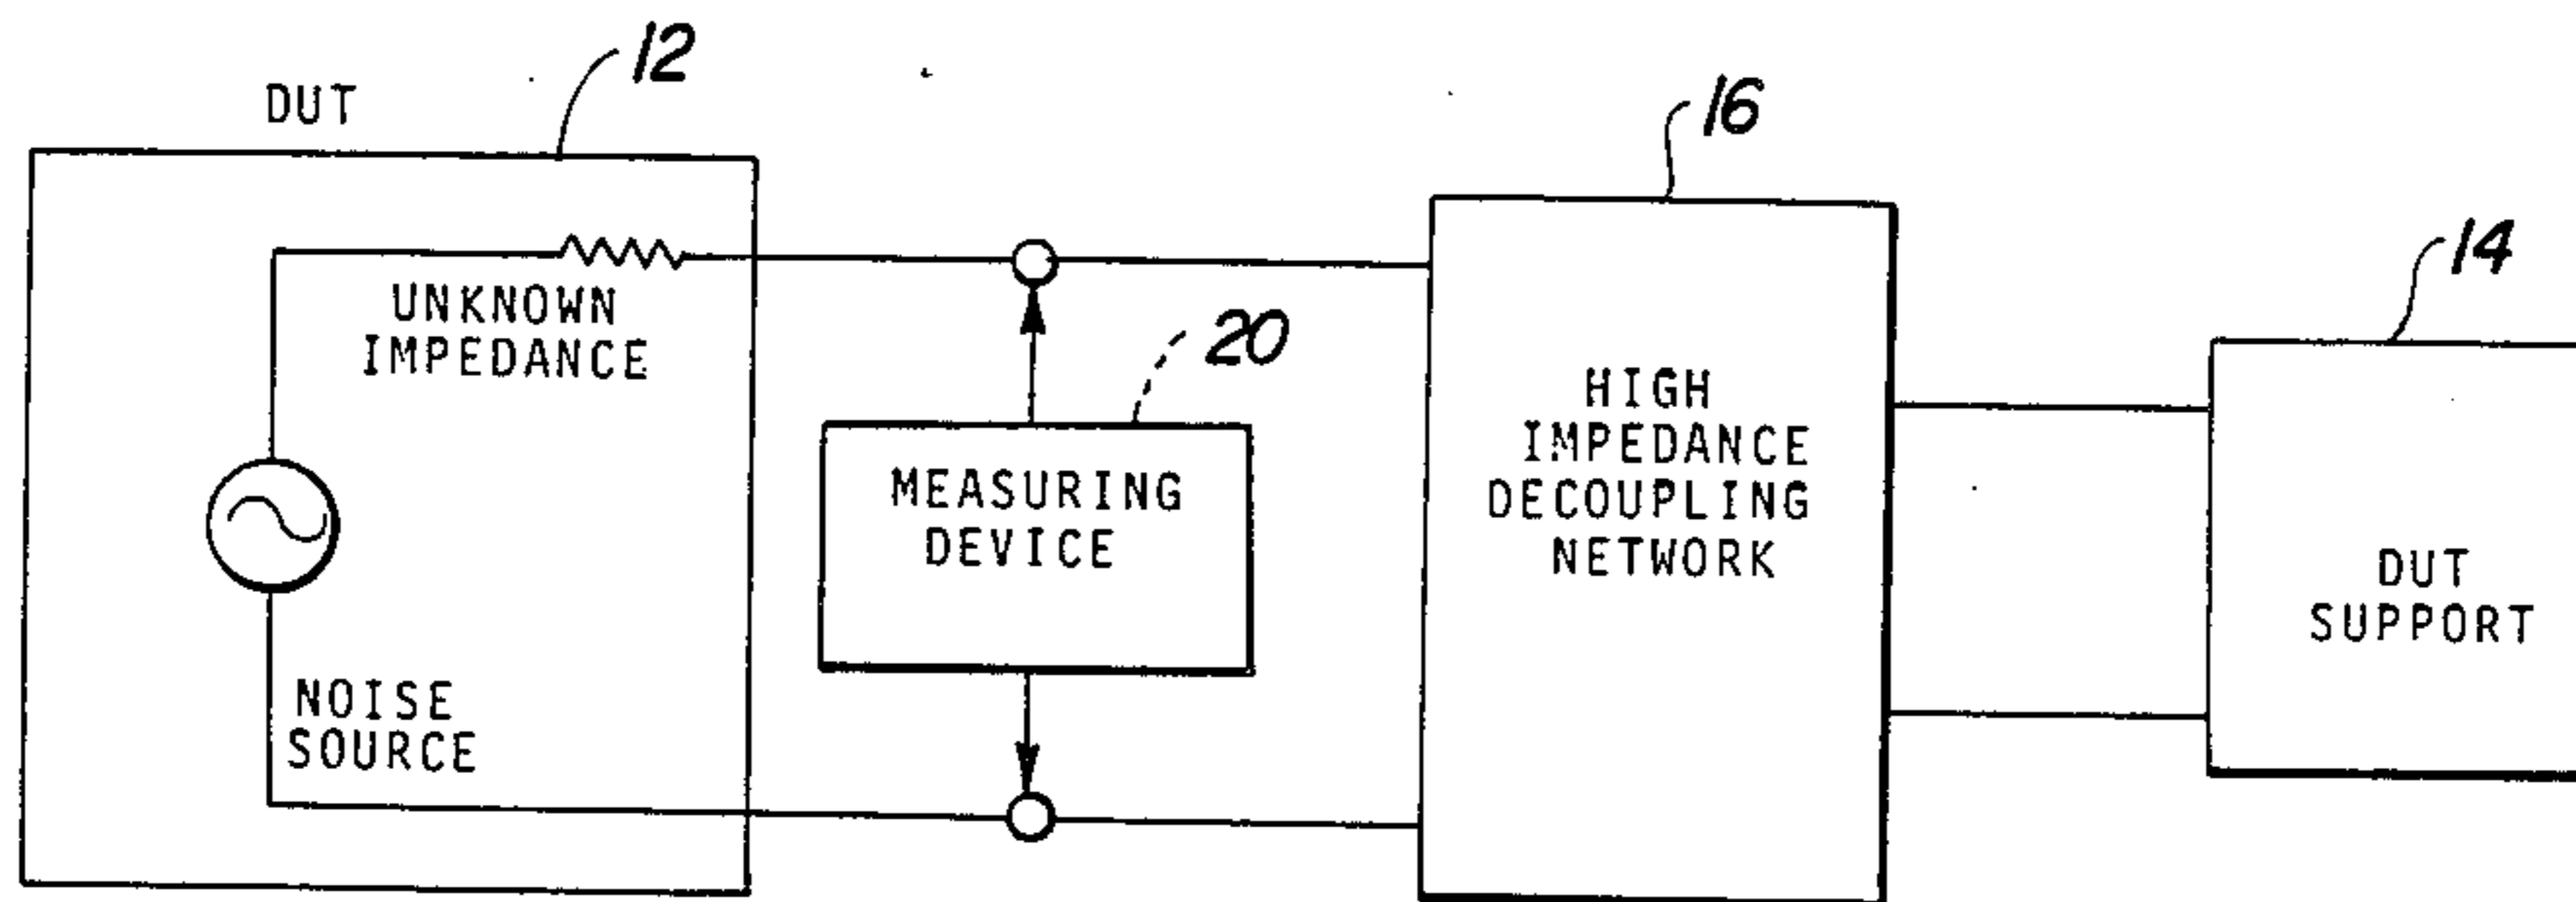 12
DUT
16
14
UNKNOWN
IMPEDANCE
20
HIGH
IMPEDANCE
DECOUPLING
NETWORK
MEASURING
DEVICE
DUT
SUPPORT
NOISE
SOURCE